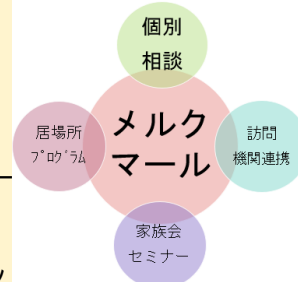 個別
相談
メルク
マール
居場所
ﾌﾟﾛｸﾞﾗﾑ
訪問
機関連携
家族会
セミナー